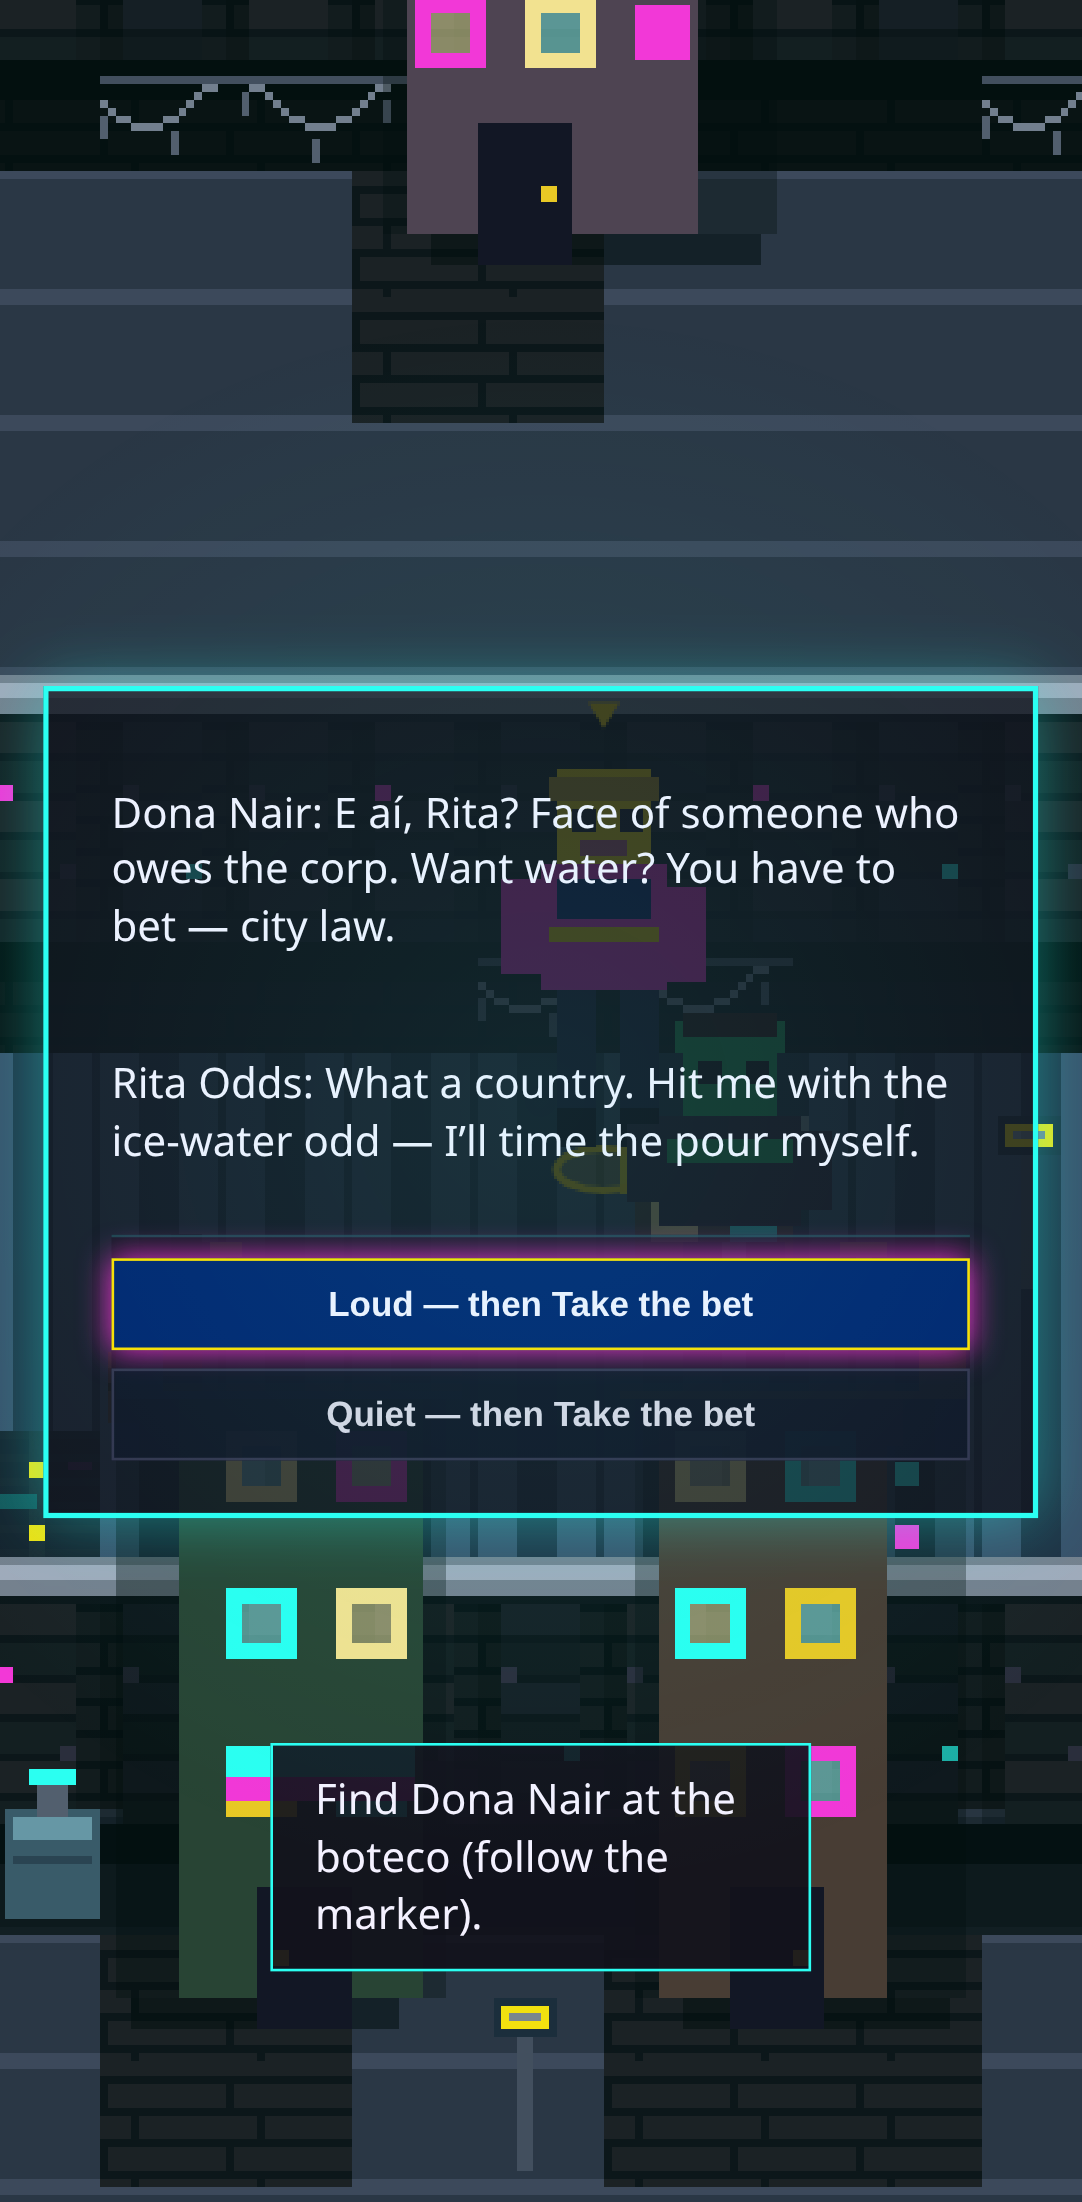 Dona Nair: E aí, Rita? Face of someone who
owes the corp. Want water? You have to
bet — city law.
Rita Odds: What a country. Hit me with the
ice-water odd — I’ll time the pour myself.
Loud — then Take the bet
Quiet — then Take the bet
Find Dona Nair at the
boteco (follow the
marker).